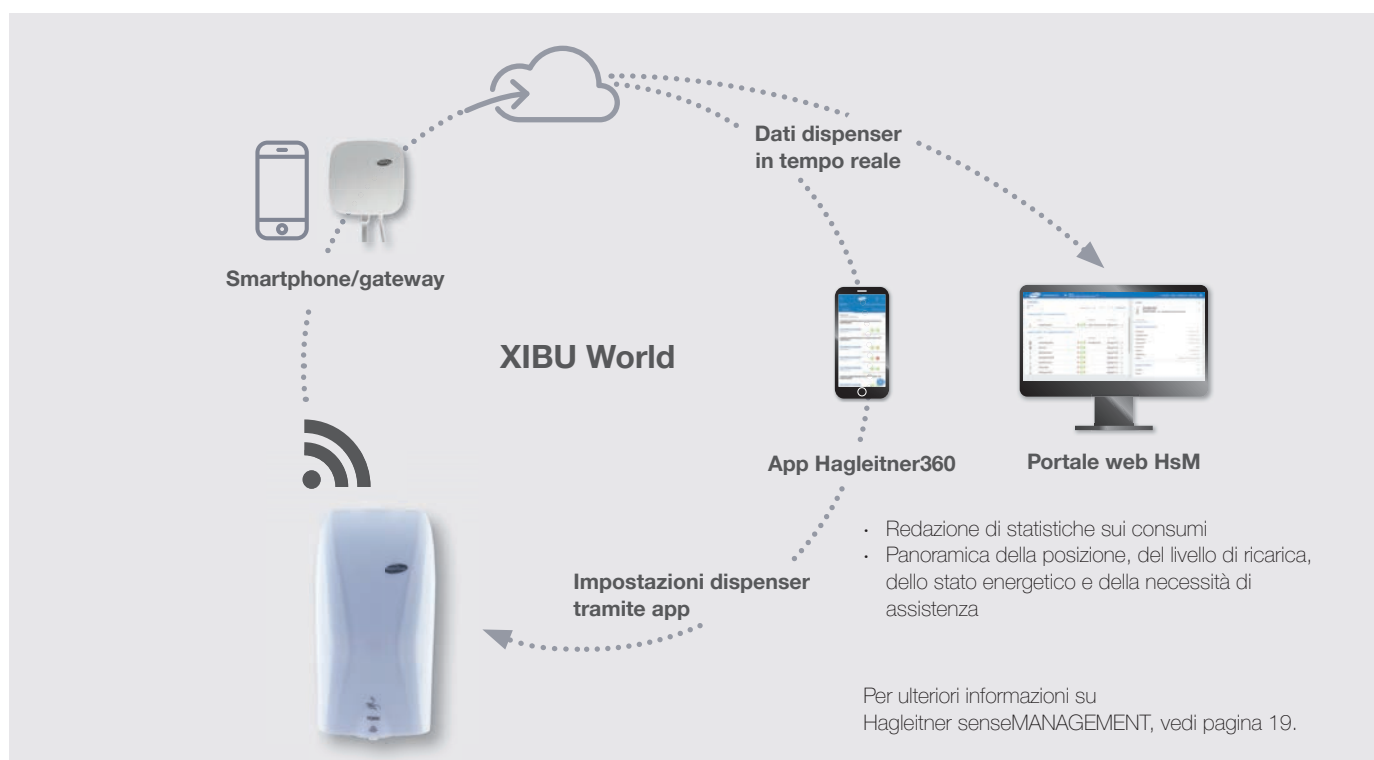 Dati dispenser
in tempo reale
Smartphone/gateway
XIBU World
App Hagleitner360
Portale web HsM
· Redazione di statistiche sui consumi
· Panoramica della posizione, del livello di ricarica,
dello stato energetico e della necessità di
assistenza
Impostazioni dispenser
tramite app
Per ulteriori informazioni su
Hagleitner senseMANAGEMENT, vedi pagina 19.